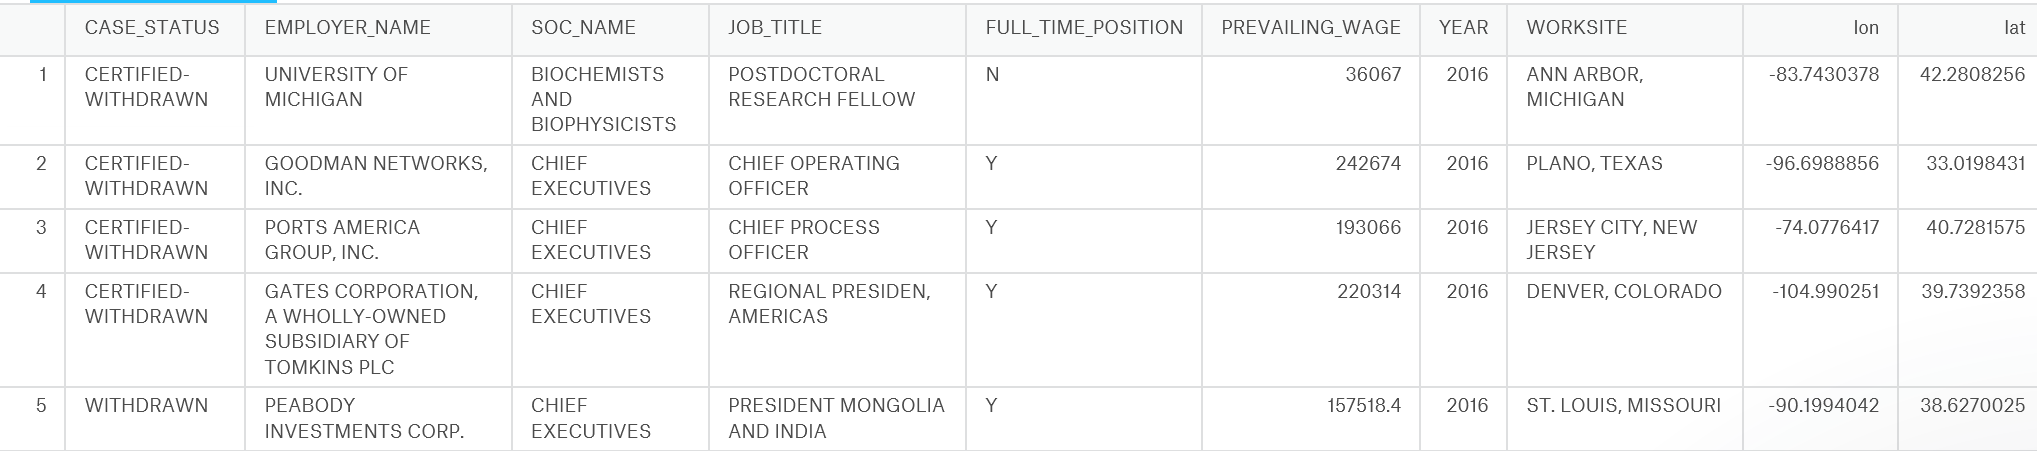 CASE_STATUS EMPLOYER_NAME SOC_NAME JOB_TITLE FULL_TIME_POSITION PREVAILING_WAGE YEAR WORKSITE lon lat
1 CERTIFIED- UNIVERSITY OF BIOCHEMISTS POSTDOCTORAL N 36067 2016 ANN ARBOR, -83.7430378 42.2808256
WITHDRAWN MICHIGAN AND RESEARCH FELLOW MICHIGAN
BIOPHYSICISTS
2 CERTIFIED- GOODMAN NETWORKS, CHIEF CHIEF OPERATING Y 242674 2016 PLANO, TEXAS -96.6988856 33.0198431
WITHDRAWN INC. EXECUTIVES OFFICER
3 CERTIFIED- PORTS AMERICA CHIEF CHIEF PROCESS Y 193066 2016 JERSEY CITY, NEW -74.0776417 40.7281575
WITHDRAWN GROUP, INC. EXECUTIVES OFFICER JERSEY
4 CERTIFIED- GATES CORPORATION, CHIEF REGIONAL PRESIDEN, Y 220314 2016 DENVER, COLORADO -104.990251 39.7392358
WITHDRAWN A WHOLLY-OWNED EXECUTIVES AMERICAS
SUBSIDIARY OF
TOMKINS PLC
5 WITHDRAWN PEABODY CHIEF PRESIDENT MONGOLIA Y 157518.4 2016 ST. LOUIS, MISSOURI -90.1994042 38.6270025
INVESTMENTS CORP. EXECUTIVES AND INDIA